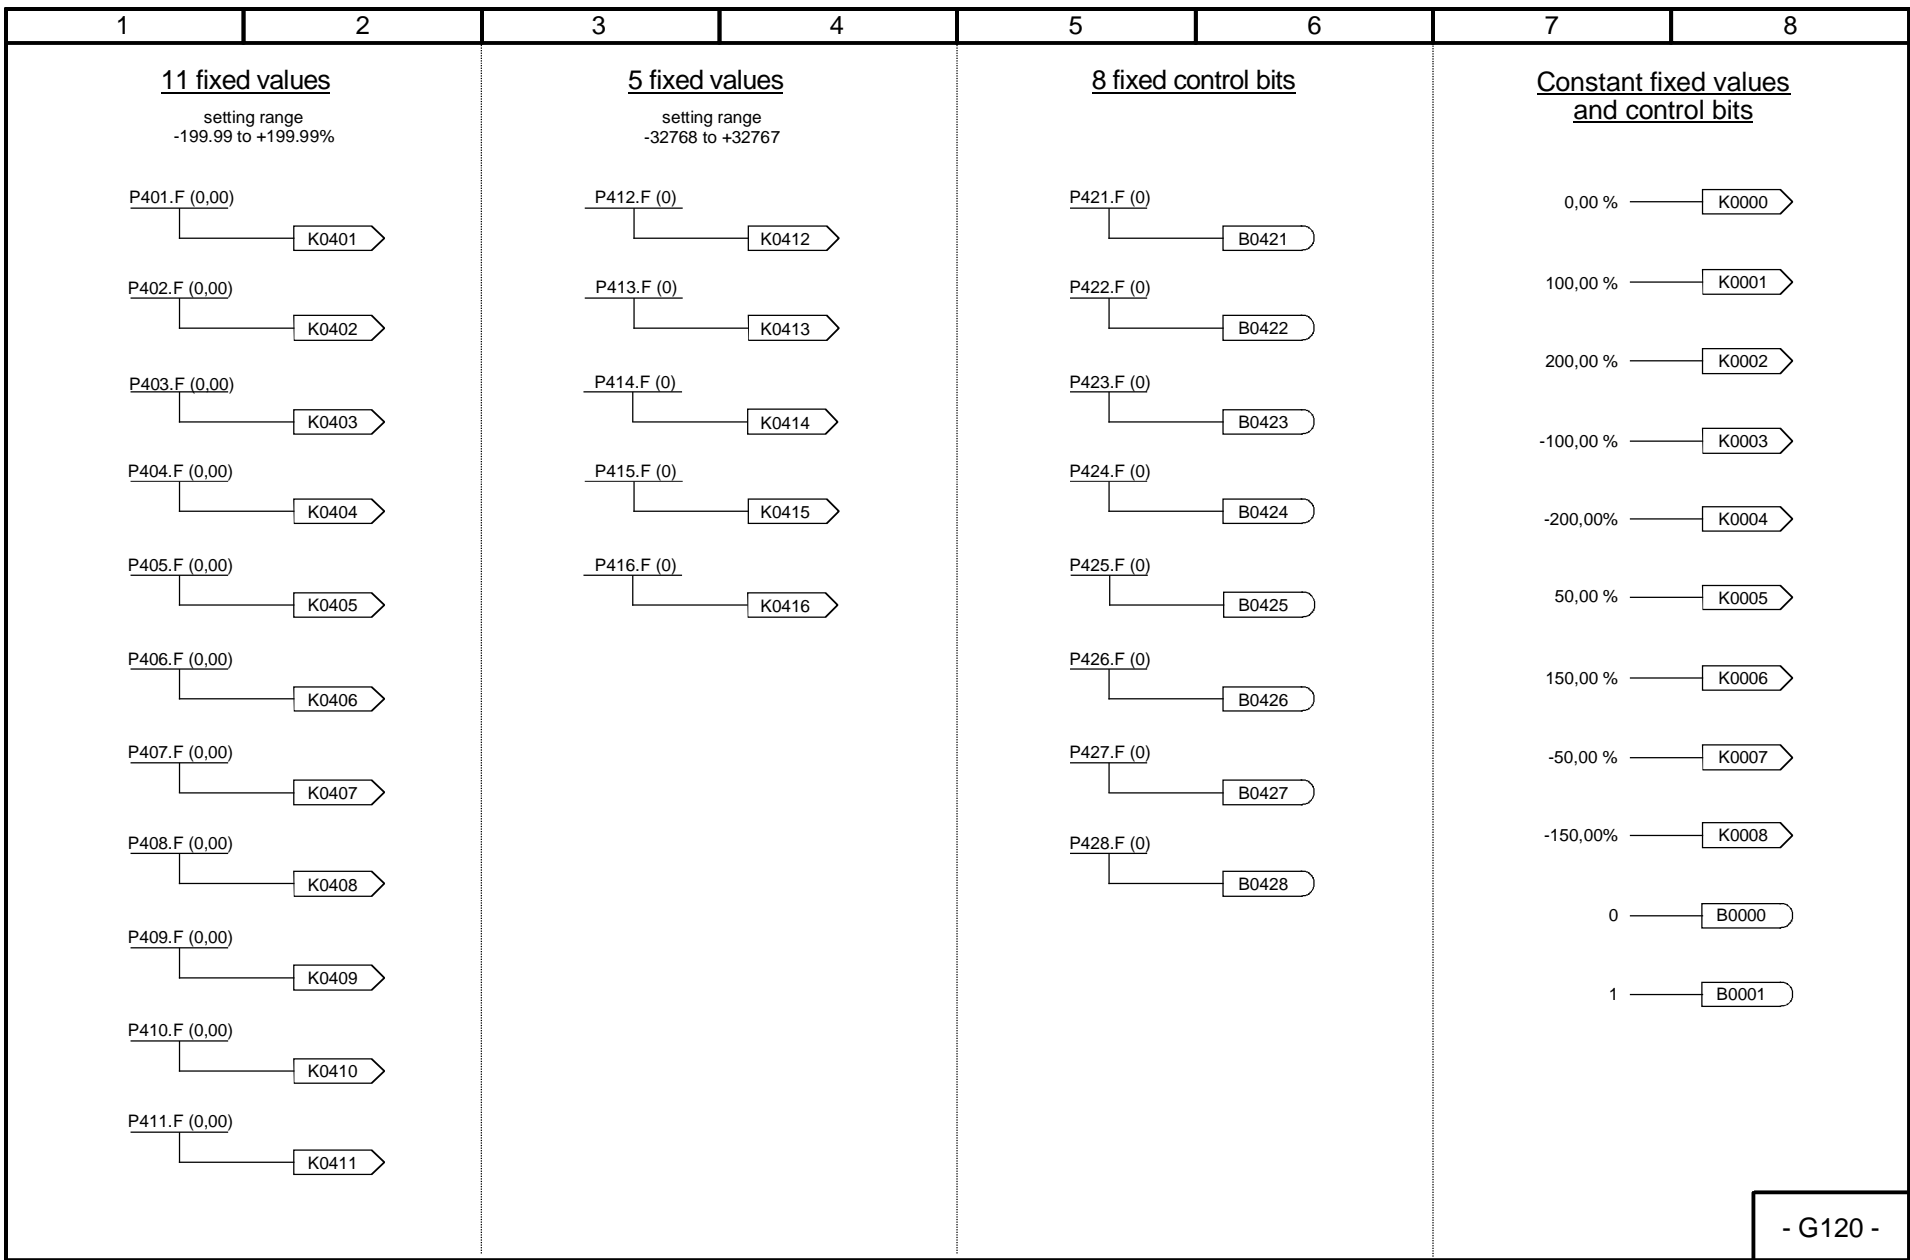 1 2 3 4 5 6 7 8
11 fixed values
setting range
-199.99 to +199.99%
P401.F (0,00)
K0401
P402.F (0,00)
K0402
P403.F (0,00)
K0403
P404.F (0,00)
K0404
P405.F (0,00)
K0405
P406.F (0,00)
K0406
P407.F (0,00)
K0407
P408.F (0,00)
K0408
P409.F (0,00)
K0409
P410.F (0,00)
K0410
P411.F (0,00)
K0411
5 fixed values
setting range
-32768 to +32767
P412.F (0)
K0412
P413.F (0)
K0413
P414.F (0)
K0414
P415.F (0)
K0415
P416.F (0)
K0416
8 fixed control bits
P421.F (0)
B0421
P422.F (0)
B0422
P423.F (0)
B0423
P424.F (0)
B0424
P425.F (0)
B0425
P426.F (0)
B0426
P427.F (0)
B0427
P428.F (0)
B0428
Constant fixed values
and control bits
0,00 % K0000
100,00 % K0001
200,00 % K0002
-100,00 % K0003
-200,00% K0004
50,00 % K0005
150,00 % K0006
-50,00 % K0007
-150,00% K0008
0 B0000
1 B0001
- G120 -